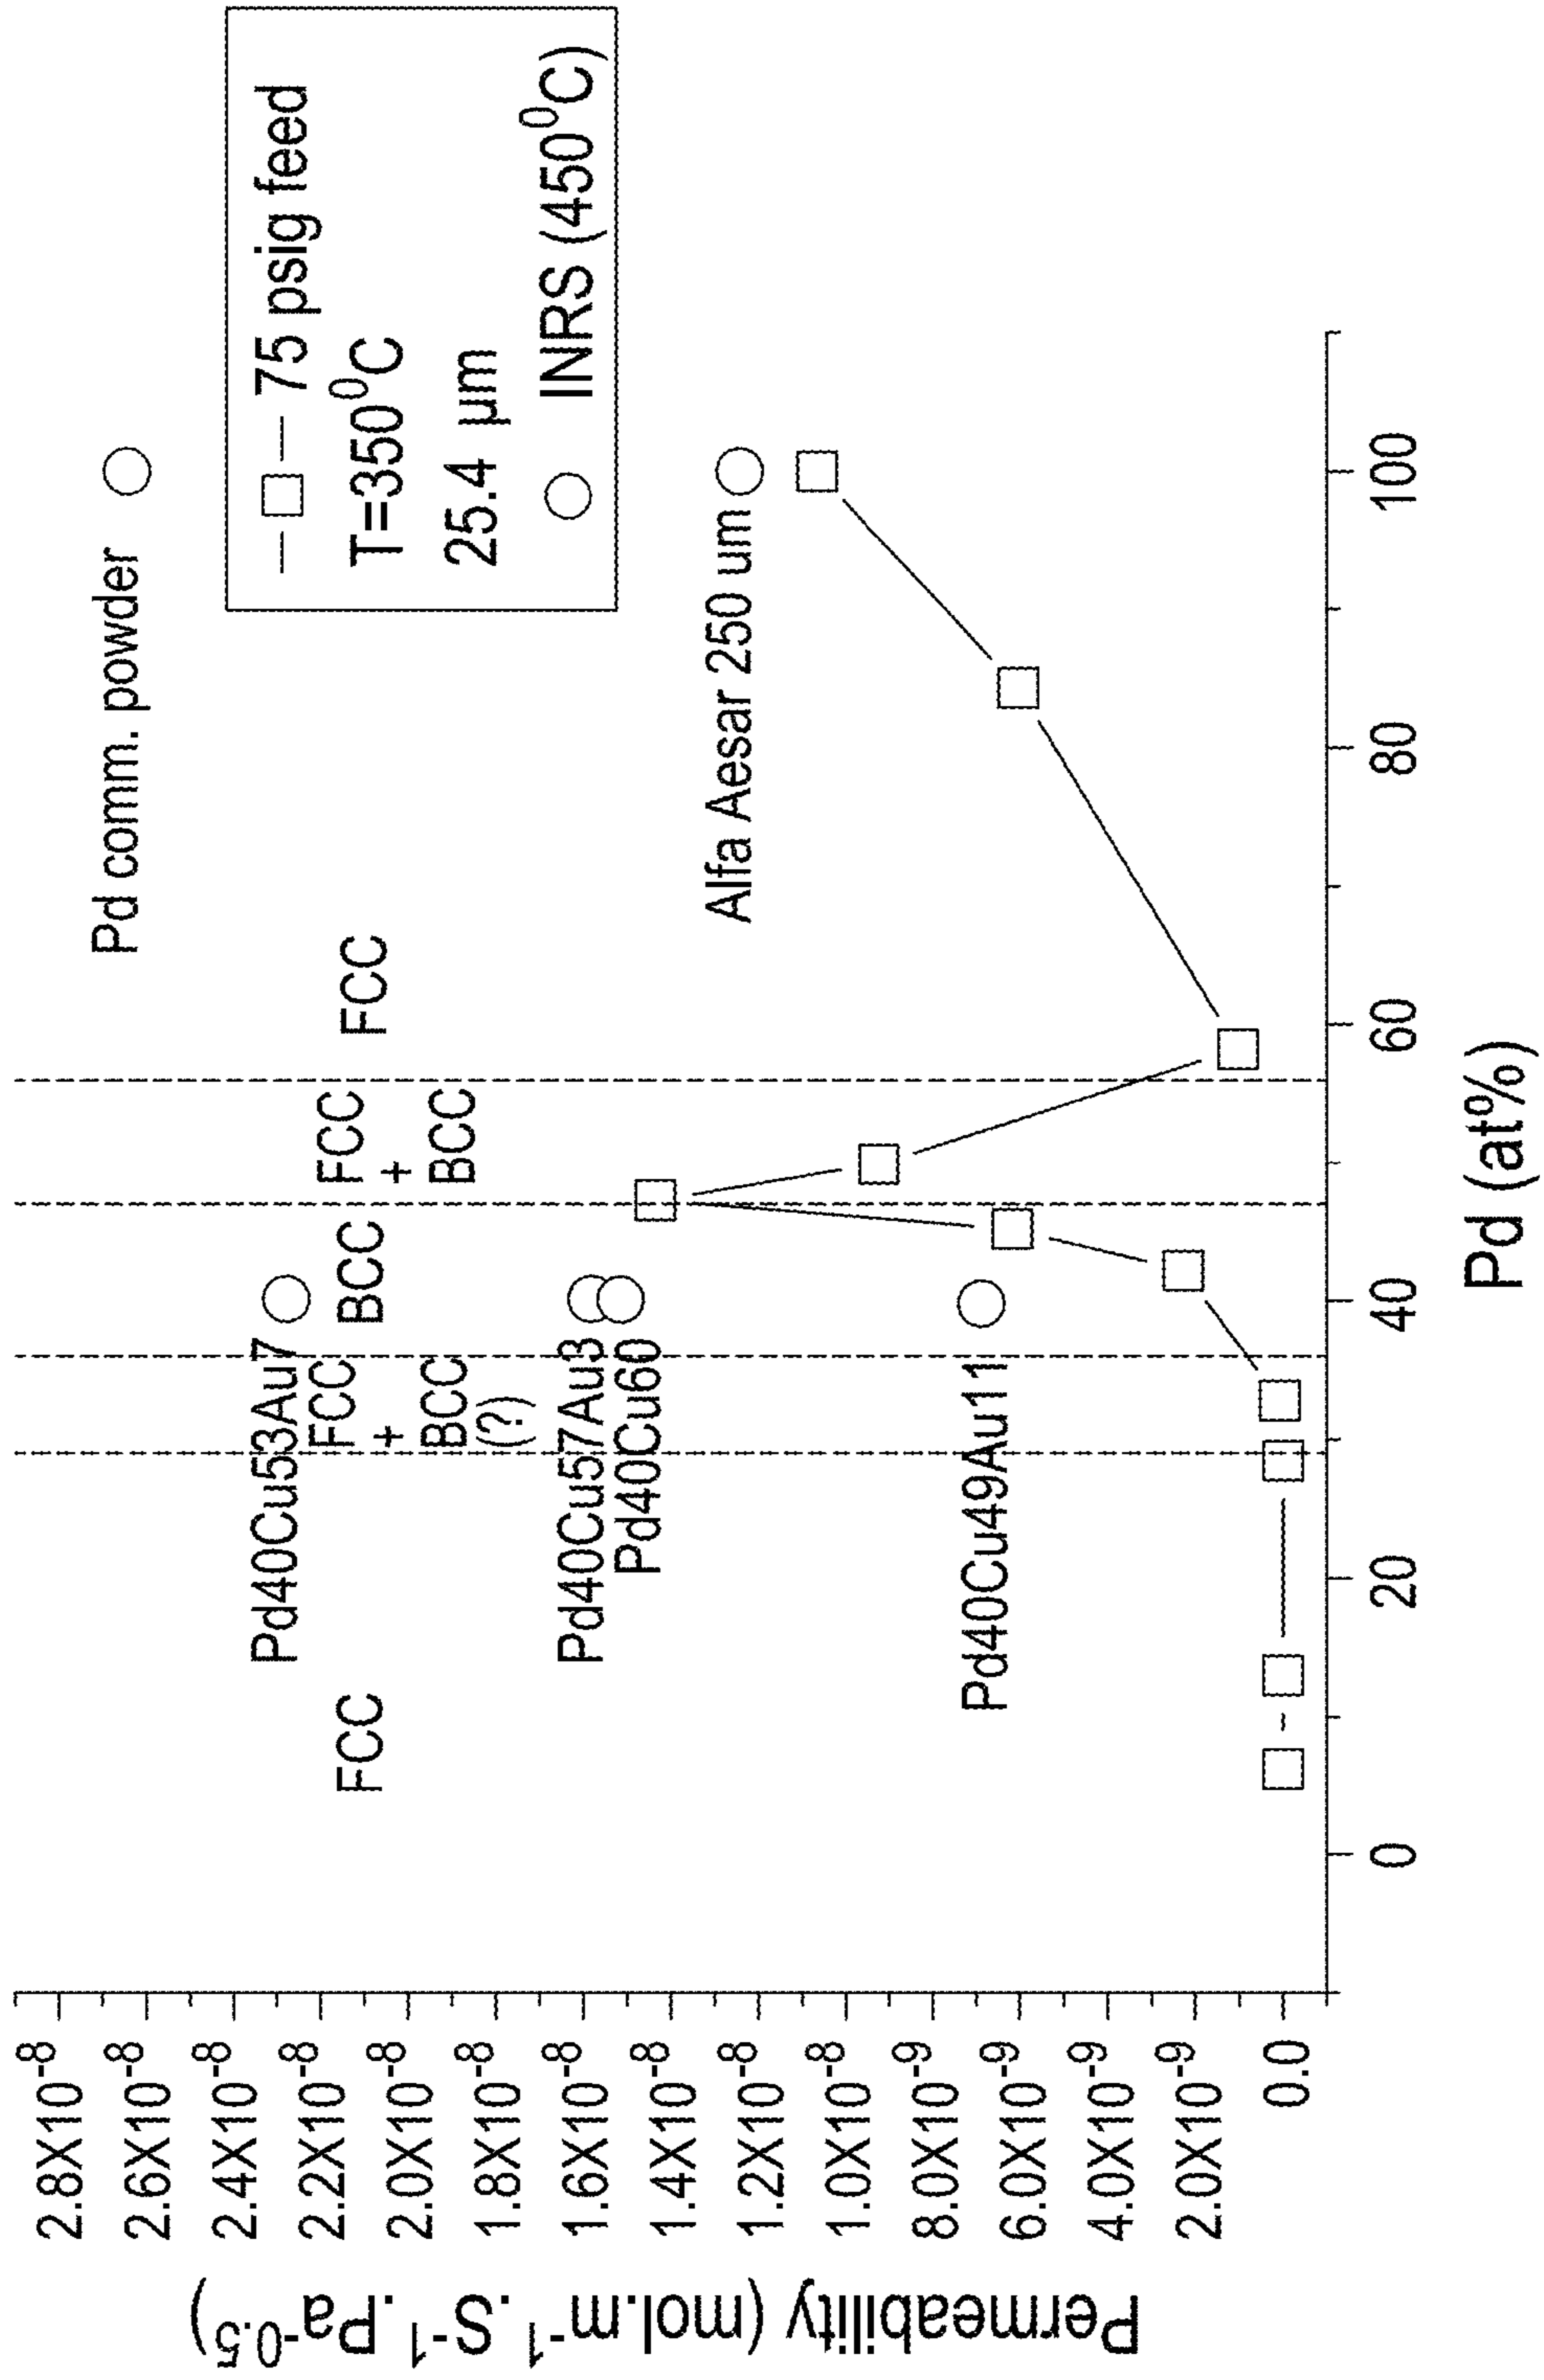 Permeability (mol.m-1.S-1.Pa-0.5)
2.8X10-8
2.6X10-8
2.4X10-8
2.2X10-8
2.0X10-8
1.8X10-8
1.6X10-8
1.4X10-8
1.2X10-8
1.0X10-8
8.0X10-9
6.0X10-9
4.0X10-9
2.0X10-9
0.0
Pd comm. powder
75 psig feed
T=350⁰C
25.4 µm
INRS (450⁰C)
Pd40Cu53Au7
FCC
FCC
+
BCC
(?)
BCC
FCC
+
BCC
FCC
Pd40Cu57Au3
Pd40Cu60
Alfa Aesar 250 um
Pd40Cu49Au11
0
20
40
60
80
100
Pd (at%)